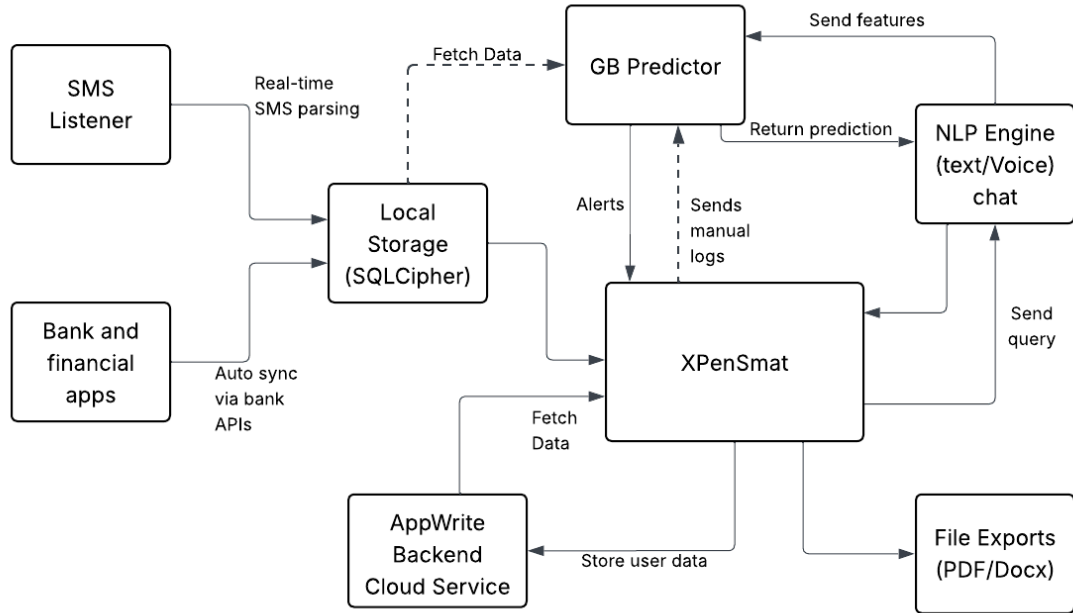 Send features
SMS
Listener
Real-time
SMS parsing
Fetch Data
GB Predictor
Return prediction
NLP Engine
(text/Voice)
chat
Local
Storage
(SQLCipher)
Alerts
Sends
manual
logs
Bank and
financial
apps
Auto sync
via bank
APIs
XPenSmat
Send
query
Fetch
Data
AppWrite
Backend
Cloud Service
Store user data
File Exports
(PDF/Docx)